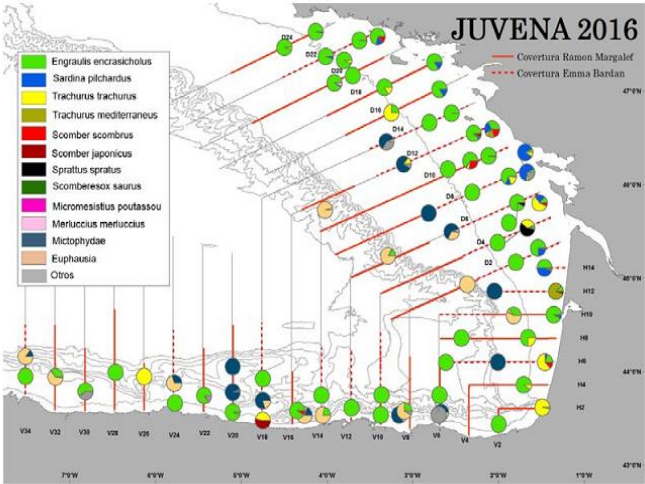 JUVENA 2016
Covertura Ramon Margalef
Covertura Emma Bardan
Engraulis encrasicholus
Sardina pilchardus
Trachurus trachurus
Trachurus mediterraneus
Scomber scombrus
Scomber japonicus
Sprattus spratus
Scomberesox saurus
Micromesistius poutassou
Merluccius merluccius
Mictophydae
Euphausia
Otros
D24
D22
D20
D18
D16
D14
D12
D10
D8
D6
D4
D2
H14
H12
H10
H8
H6
H4
H2
47°0'N
46°0'N
45°0'N
44°0'N
43°0'N
V34
V32
V30
V28
V26
V24
V22
V20
V18
V16
V14
V12
V10
V8
V6
V4
V2
7°0'W
6°0'W
5°0'W
4°0'W
3°0'W
2°0'W
1°0'W